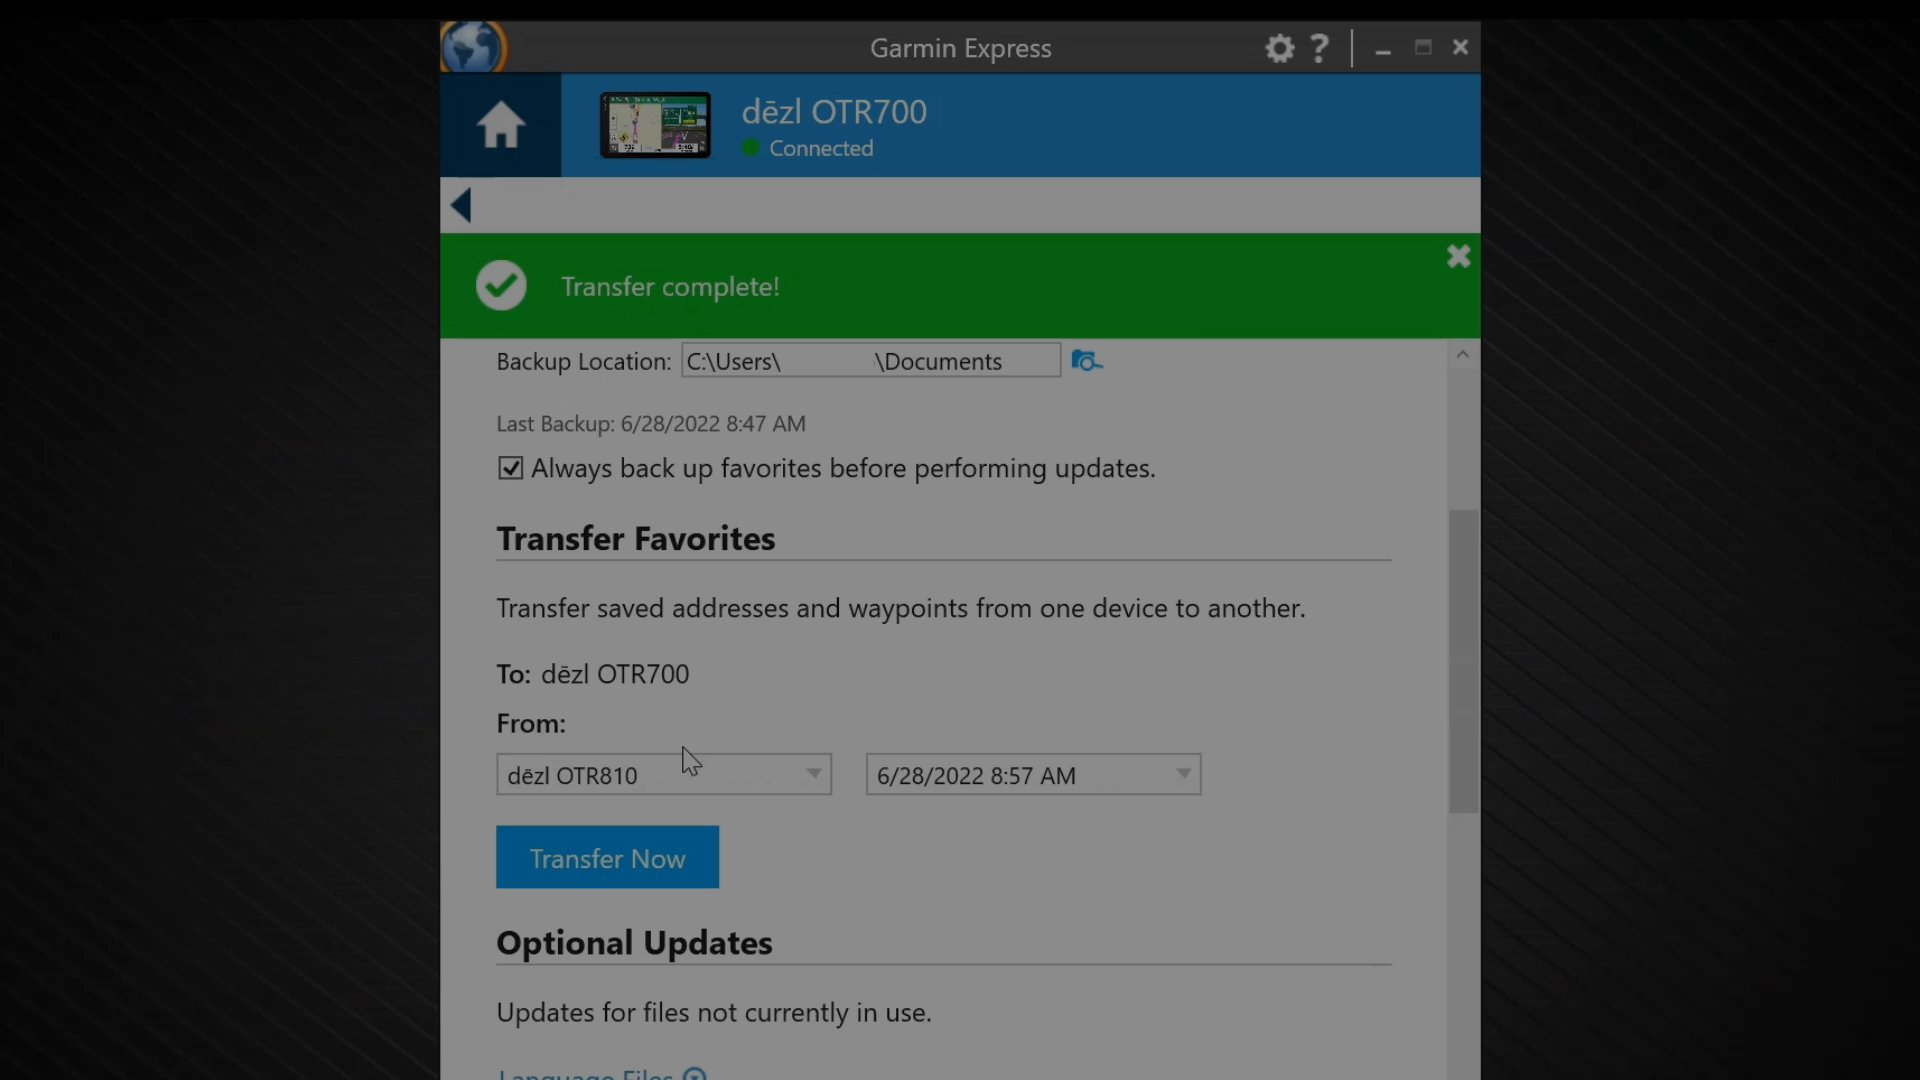 Garmin Express
dēzl OTR700
Connected
Transfer complete!
Backup Location: C:\Users\ \Documents
Last Backup: 6/28/2022 8:47 AM
Always back up favorites before performing updates.
Transfer Favorites
Transfer saved addresses and waypoints from one device to another.
To: dēzl OTR700
From:
dēzl OTR810 6/28/2022 8:57 AM
Transfer Now
Optional Updates
Updates for files not currently in use.
Language Files